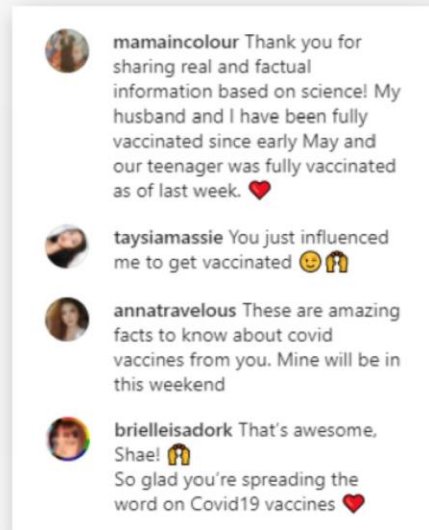 mamaincolour Thank you for
sharing real and factual
information based on science! My
husband and I have been fully
vaccinated since early May and
our teenager was fully vaccinated
as of last week. ❤️
taysiamassie You just influenced
me to get vaccinated 😉🙌
annatravelous These are amazing
facts to know about covid
vaccines from you. Mine will be in
this weekend
brielleisadork That's awesome,
Shae! 🙌
So glad you're spreading the
word on Covid19 vaccines ❤️